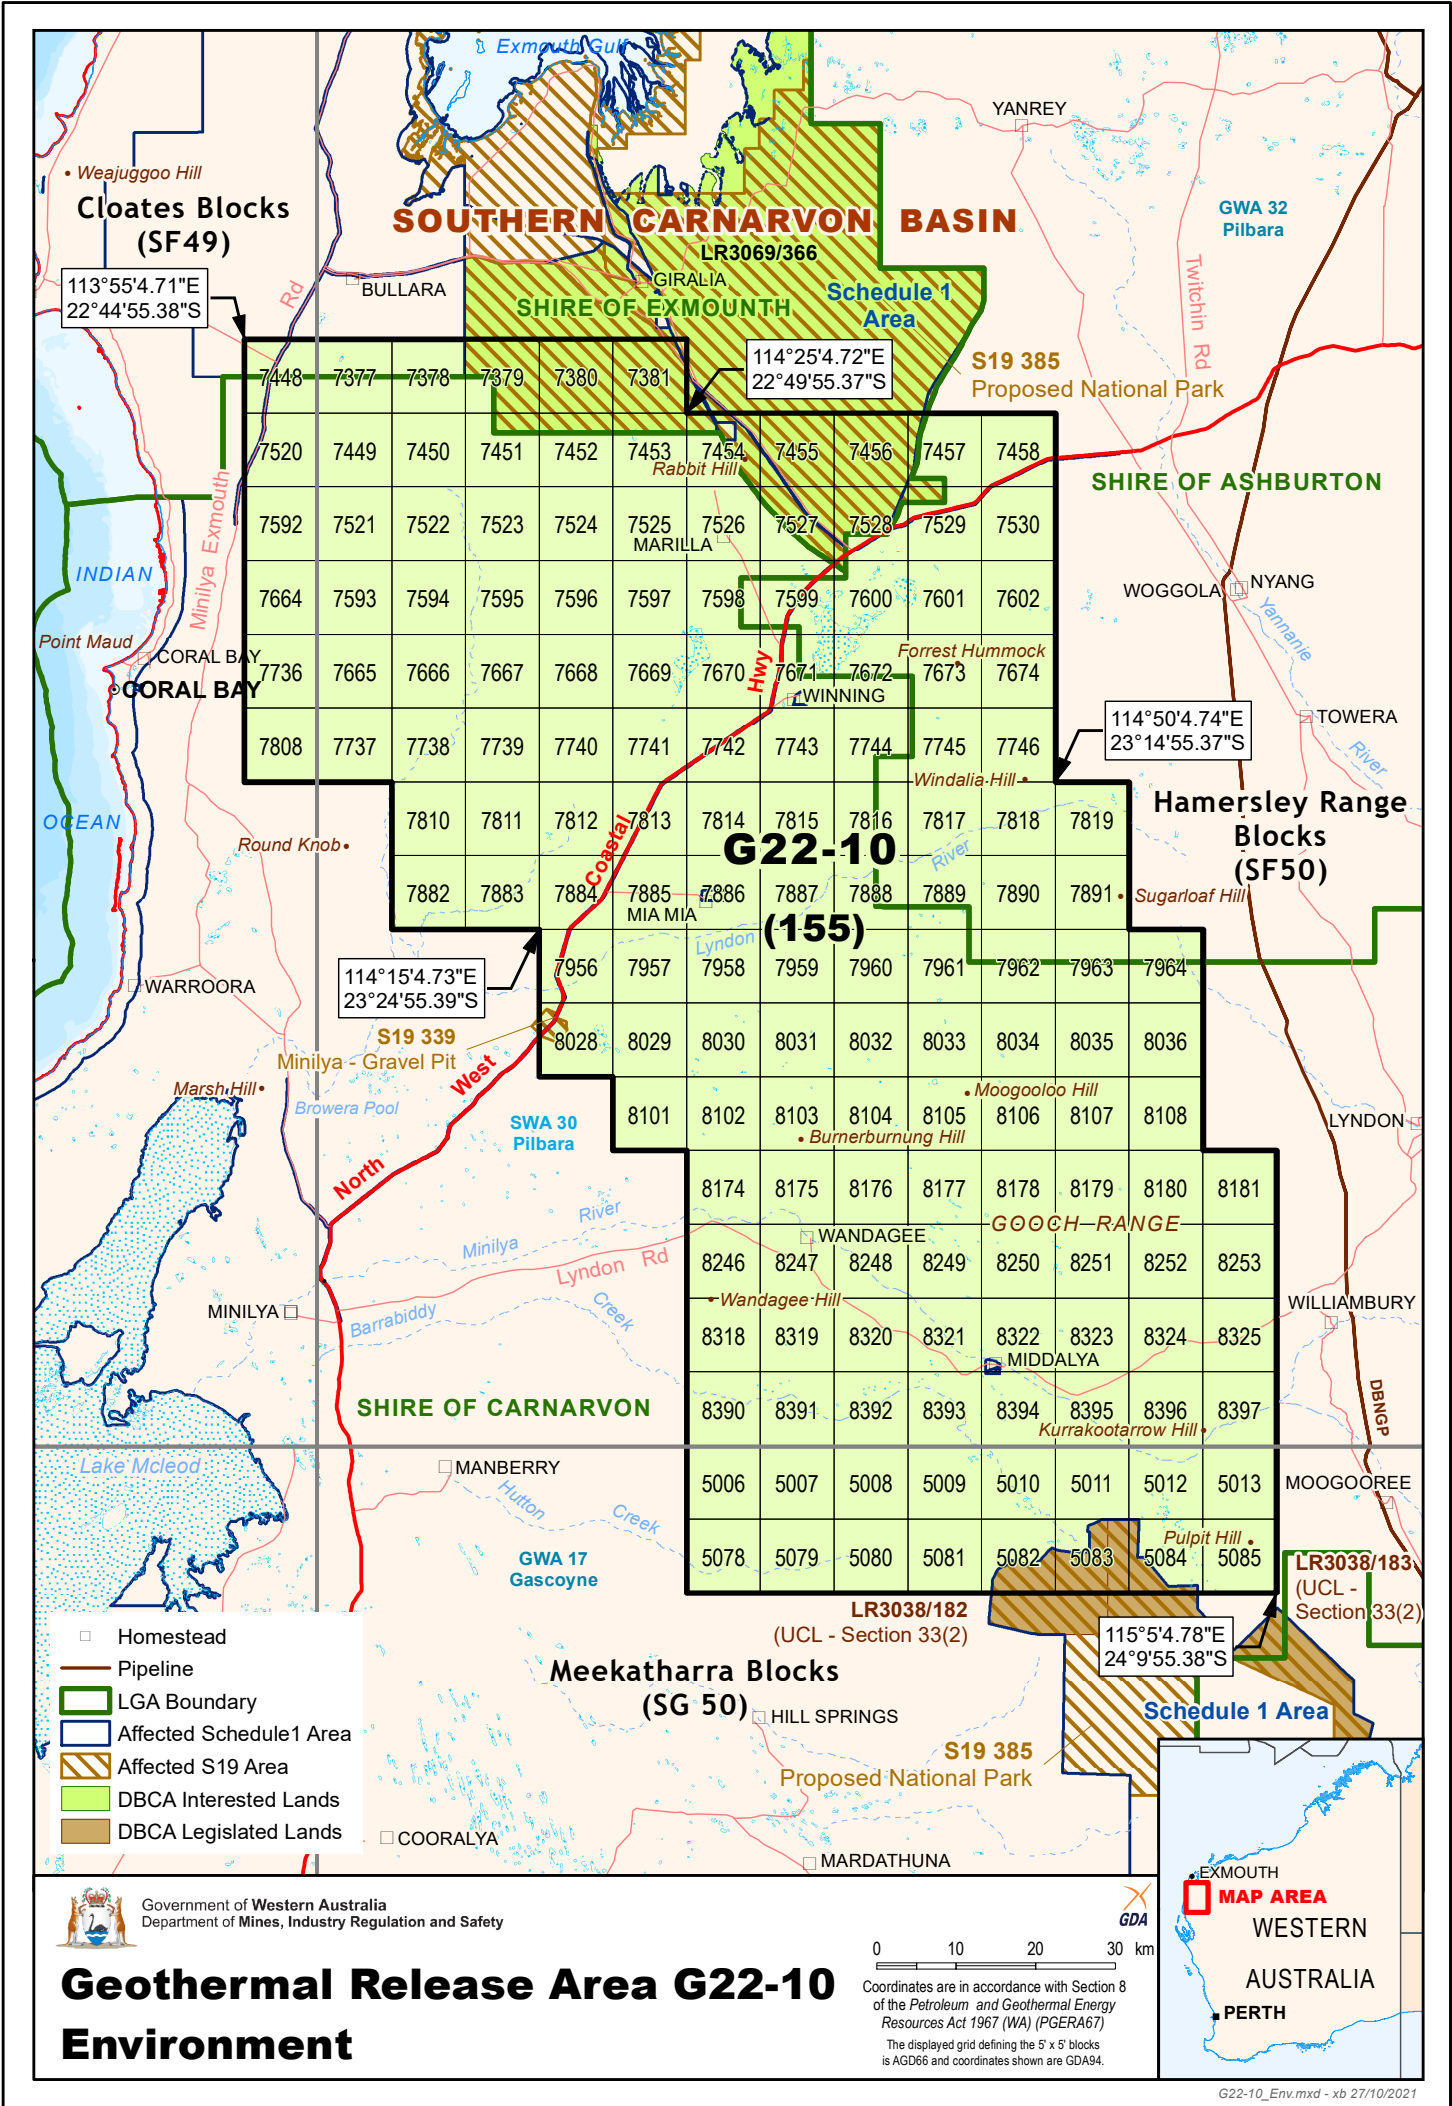 Exmouth Gulf
YANREY
Weajuggoo Hill
Cloates Blocks
(SF49)
SOUTHERN CARNARVON BASIN
GWA 32
Pilbara
LR3069/366
113°55'4.71"E
22°44'55.38"S
Rd
BULLARA
GIRALIA
SHIRE OF EXMOUNTH
Schedule 1
Area
Twitchin Rd
114°25'4.72"E
22°49'55.37"S
S19 385
Proposed National Park
7448 7377 7378 7379 7380 7381
7520 7449 7450 7451 7452 7453 7454 7455 7456 7457 7458
Rabbit Hill
SHIRE OF ASHBURTON
Minilya Exmouth
7592 7521 7522 7523 7524 7525 7526 7527 7528 7529 7530
MARILLA
INDIAN
WOGGOLA
NYANG
Yannanie
River
7664 7593 7594 7595 7596 7597 7598 7599 7600 7601 7602
Point Maud
CORAL BAY
CORAL BAY
Forrest Hummock
7736 7665 7666 7667 7668 7669 7670 7671 7672 7673 7674
Hwy
WINNING
TOWERA
114°50'4.74"E
23°14'55.37"S
7808 7737 7738 7739 7740 7741 7742 7743 7744 7745 7746
Windalia Hill
OCEAN
Hamersley Range
Blocks
(SF50)
7810 7811 7812 7813 7814 7815 7816 7817 7818 7819
Round Knob
Coastal
G22-10
River
7882 7883 7884 7885 7886 7887 7888 7889 7890 7891
Sugarloaf Hill
MIA MIA
(155)
Lyndon
114°15'4.73"E
23°24'55.39"S
7956 7957 7958 7959 7960 7961 7962 7963 7964
WARROORA
S19 339
Minilya - Gravel Pit
8028 8029 8030 8031 8032 8033 8034 8035 8036
West
Marsh Hill
Browera Pool
Moogooloo Hill
SWA 30
Pilbara
8101 8102 8103 8104 8105 8106 8107 8108
LYNDON
Burnerburnung Hill
North
8174 8175 8176 8177 8178 8179 8180 8181
River
Minilya
GOOCH RANGE
WANDAGEE
Lyndon Rd
8246 8247 8248 8249 8250 8251 8252 8253
MINILYA
Barrabiddy
Creek
Wandagee Hill
WILLIAMBURY
8318 8319 8320 8321 8322 8323 8324 8325
MIDDALYA
SHIRE OF CARNARVON
DBNGP
8390 8391 8392 8393 8394 8395 8396 8397
Kurrakootarrow Hill
Lake Mcleod
MANBERRY
Hutton
Creek
5006 5007 5008 5009 5010 5011 5012 5013
MOOGOOREE
Pulpit Hill
GWA 17
Gascoyne
5078 5079 5080 5081 5082 5083 5084 5085
LR3038/183
(UCL -
Section 33(2)
LR3038/182
(UCL - Section 33(2)
115°5'4.78"E
24°9'55.38"S
Meekatharra Blocks
(SG 50)
HILL SPRINGS
Schedule 1 Area
S19 385
Proposed National Park
Homestead
Pipeline
LGA Boundary
Affected Schedule1 Area
Affected S19 Area
DBCA Interested Lands
DBCA Legislated Lands
COORALYA
MARDATHUNA
EXMOUTH
MAP AREA
WESTERN
AUSTRALIA
PERTH
Government of Western Australia
Department of Mines, Industry Regulation and Safety
GDA
0 10 20 30 km
Geothermal Release Area G22-10
Environment
Coordinates are in accordance with Section 8
of the Petroleum and Geothermal Energy
Resources Act 1967 (WA) (PGERA67)
The displayed grid defining the 5' x 5' blocks
is AGD66 and coordinates shown are GDA94.
G22-10_Env.mxd - xb 27/10/2021